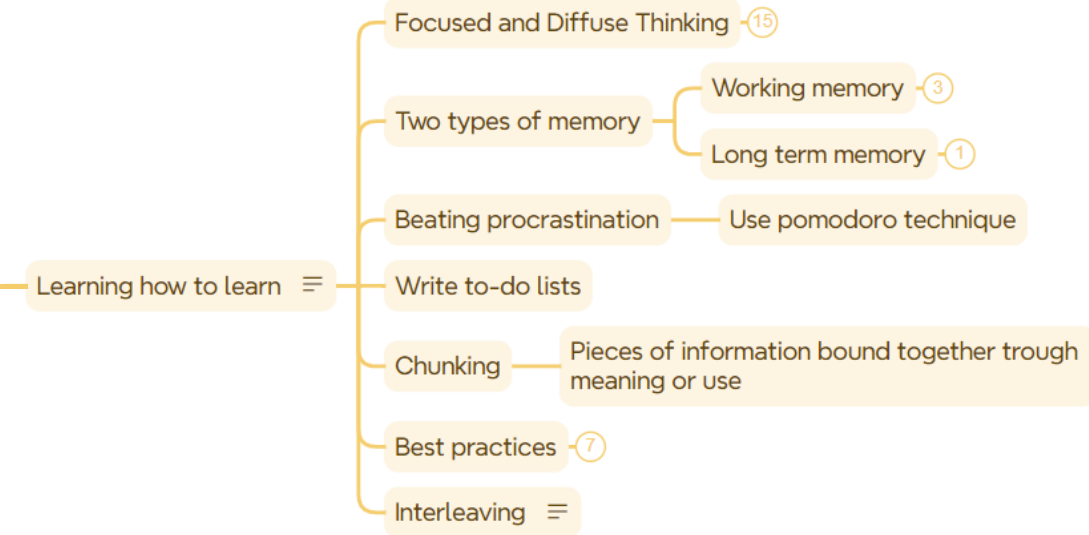 Focused and Diffuse Thinking 15
Working memory 3
Two types of memory
Long term memory 1
Beating procrastination
Use pomodoro technique
Learning how to learn
Write to-do lists
Chunking
Pieces of information bound together trough
meaning or use
Best practices 7
Interleaving